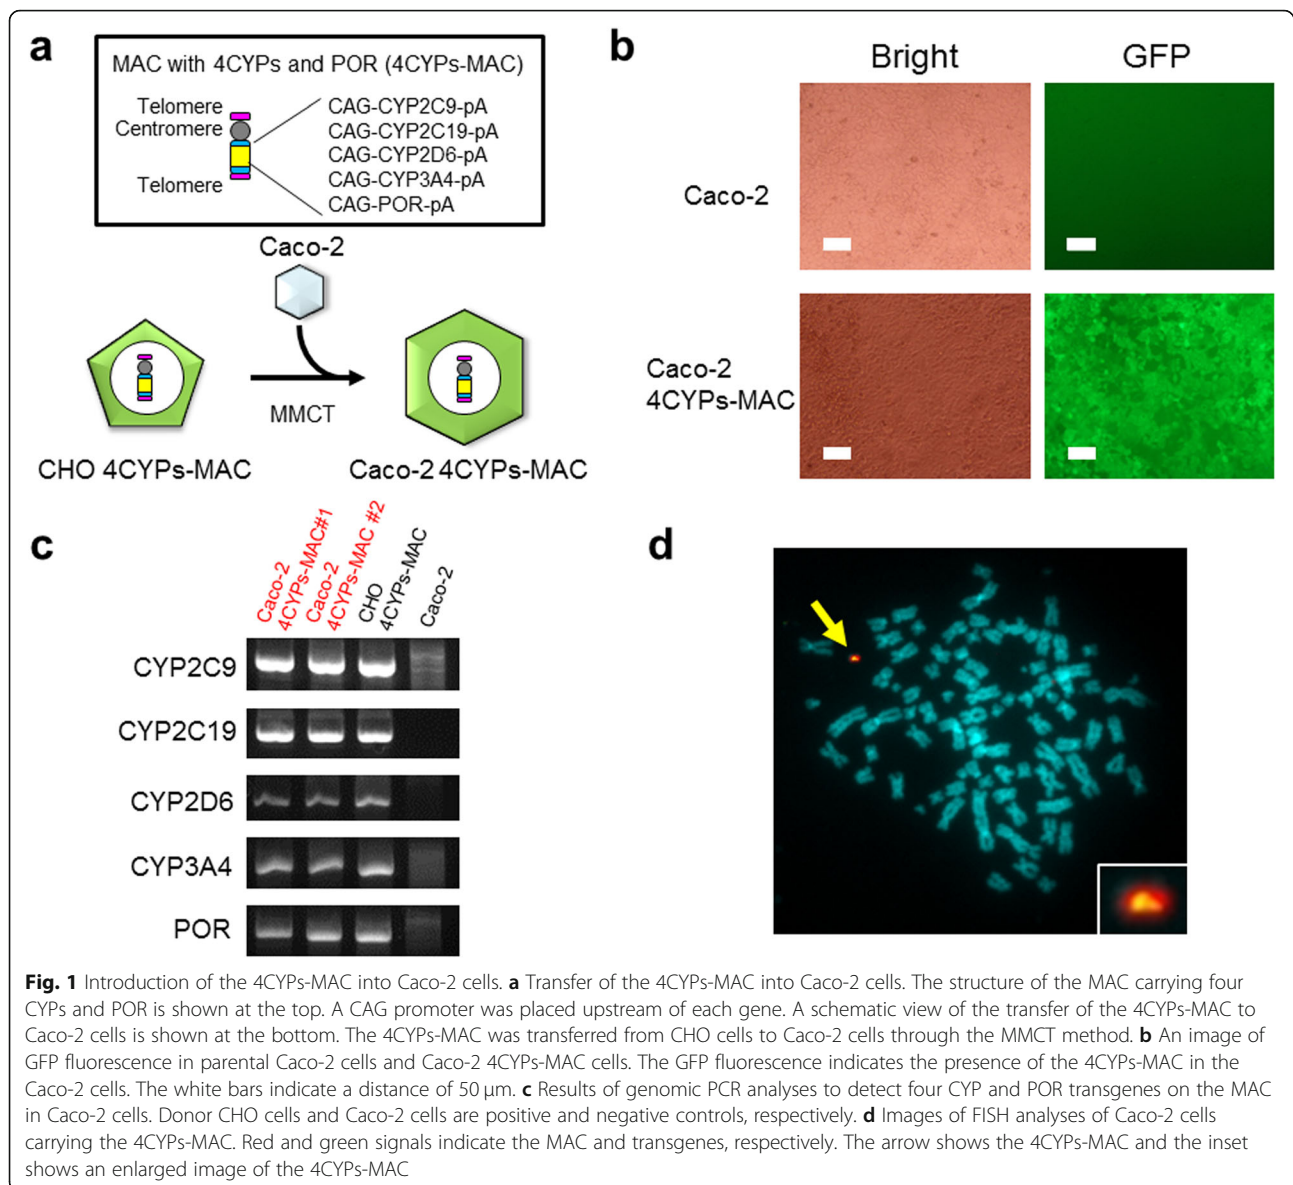 a
MAC with 4CYPs and POR (4CYPs-MAC)
Telomere
Centromere
Telomere
CAG-CYP2C9-pA
CAG-CYP2C19-pA
CAG-CYP2D6-pA
CAG-CYP3A4-pA
CAG-POR-pA
Caco-2
MMCT
CHO 4CYPs-MAC
Caco-2 4CYPs-MAC
b
Bright
GFP
Caco-2
Caco-2
4CYPs-MAC
c
Caco-2
4CYPs-MAC#1
Caco-2
4CYPs-MAC #2
CHO
4CYPs-MAC
Caco-2
CYP2C9
CYP2C19
CYP2D6
CYP3A4
POR
d
Fig. 1 Introduction of the 4CYPs-MAC into Caco-2 cells. a Transfer of the 4CYPs-MAC into Caco-2 cells. The structure of the MAC carrying four
CYPs and POR is shown at the top. A CAG promoter was placed upstream of each gene. A schematic view of the transfer of the 4CYPs-MAC to
Caco-2 cells is shown at the bottom. The 4CYPs-MAC was transferred from CHO cells to Caco-2 cells through the MMCT method. b An image of
GFP fluorescence in parental Caco-2 cells and Caco-2 4CYPs-MAC cells. The GFP fluorescence indicates the presence of the 4CYPs-MAC in the
Caco-2 cells. The white bars indicate a distance of 50 μm. c Results of genomic PCR analyses to detect four CYP and POR transgenes on the MAC
in Caco-2 cells. Donor CHO cells and Caco-2 cells are positive and negative controls, respectively. d Images of FISH analyses of Caco-2 cells
carrying the 4CYPs-MAC. Red and green signals indicate the MAC and transgenes, respectively. The arrow shows the 4CYPs-MAC and the inset
shows an enlarged image of the 4CYPs-MAC